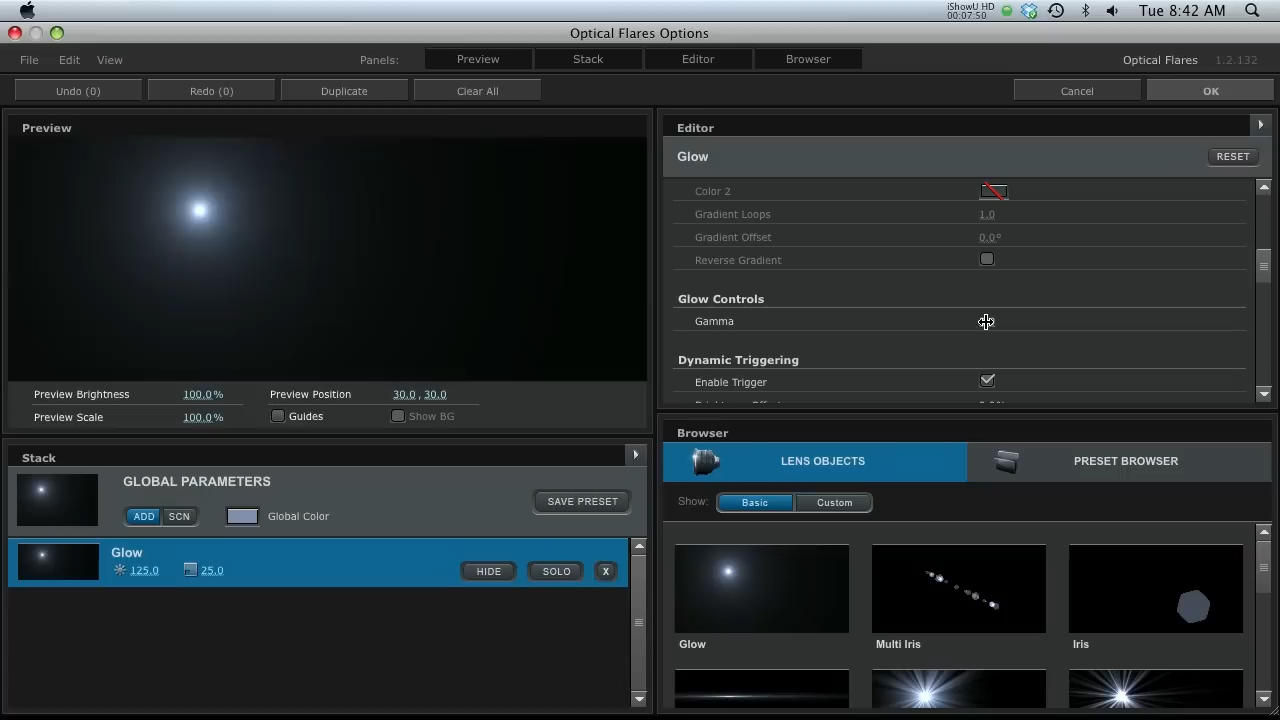 iShowU HD
00:07:50
Tue 8:42 AM
Optical Flares Options
File Edit View Panels: Preview Stack Editor Browser Optical Flares 1.2.132
Undo (0) Redo (0) Duplicate Clear All Cancel OK
Preview
Preview Brightness 100.0% Preview Position 30.0 , 30.0
Preview Scale 100.0% Guides Show BG
Stack
GLOBAL PARAMETERS
ADD SCN Global Color SAVE PRESET
Glow
125.0 25.0 HIDE SOLO X
Editor
Glow RESET
Color 2
Gradient Loops 1.0
Gradient Offset 0.0°
Reverse Gradient
Glow Controls
Gamma
Dynamic Triggering
Enable Trigger
Browser
LENS OBJECTS PRESET BROWSER
Show: Basic Custom
Glow Multi Iris Iris